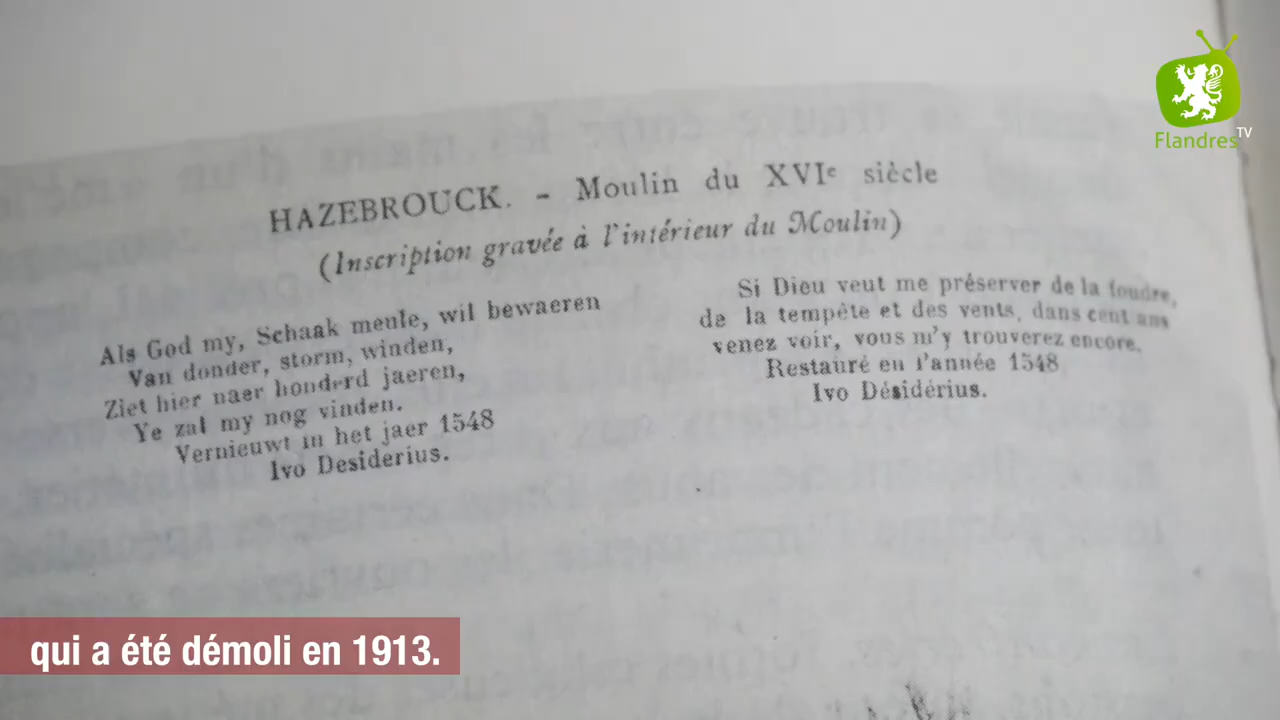 HAZEBROUCK. - Moulin du XVIe siècle
(Inscription gravée à l'intérieur du Moulin)
Als God my, Schaak meule, wil bewaeren
Van donder, storm, winden,
Ziet hier naer honderd jaeren,
Ye zal my nog vinden.
Vernieuwt in het jaer 1548
Ivo Desiderius.
Si Dieu veut me préserver de la foudre,
de la tempête et des vents, dans cent ans
venez voir, vous m'y trouverez encore.
Restauré en l'année 1548
Ivo Désidérius.
Flandres TV
qui a été démoli en 1913.